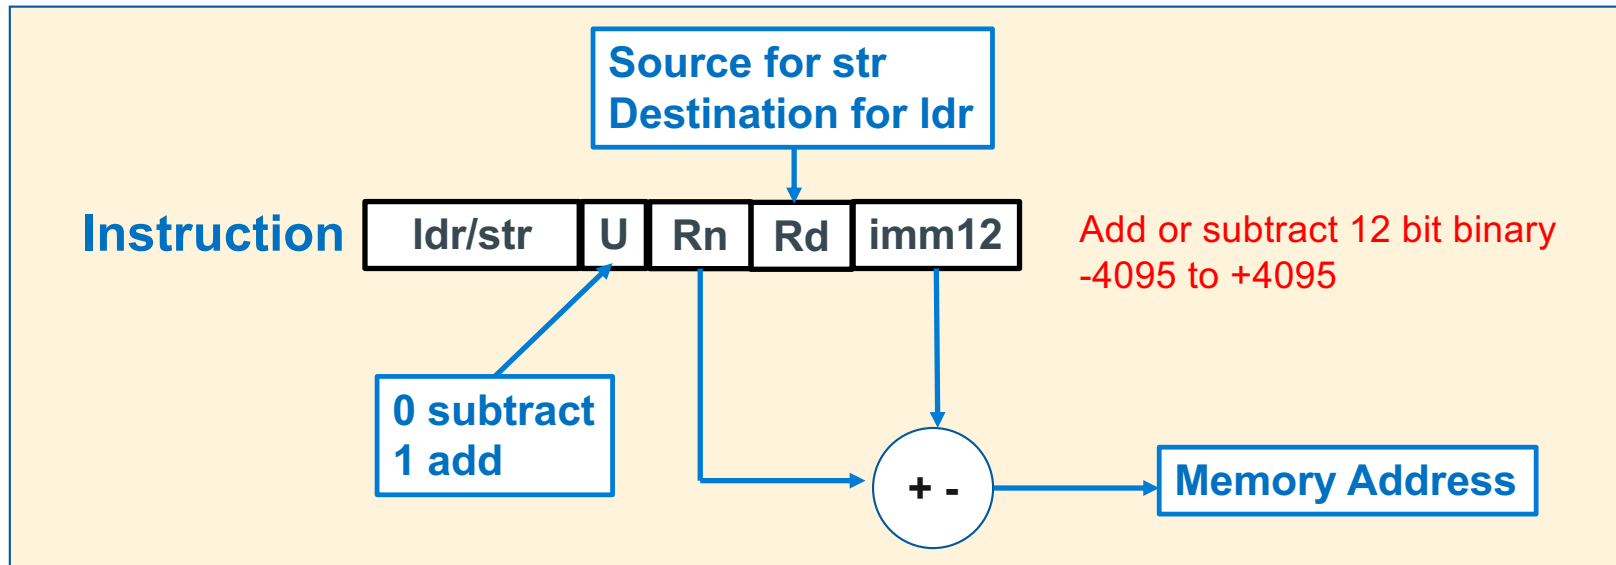 Source for str
Destination for ldr
Instruction
ldr/str U Rn Rd imm12
Add or subtract 12 bit binary
-4095 to +4095
0 subtract
1 add
+ -
Memory Address